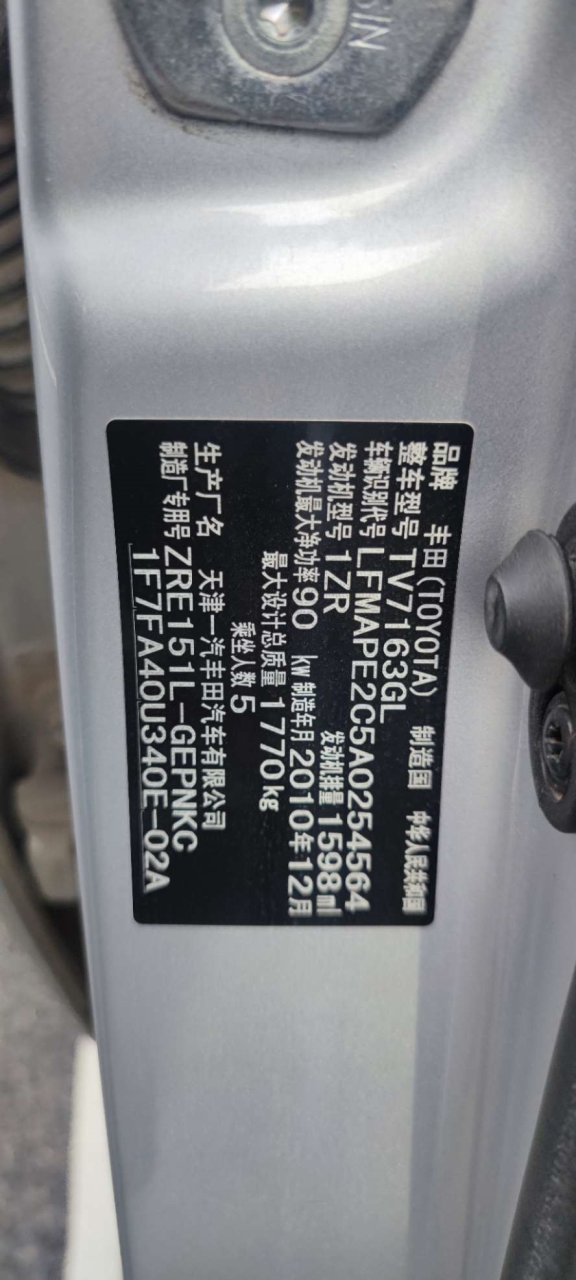 SIN
品牌 丰田(TOYOTA) 制造国 中华人民共和国
整车型号 TV7163GL
车辆识别代号 LFMAPE2C5A0254564
发动机型号 1ZR 发动机排量 1598ml
发动机最大净功率 90 kW 制造年月 2010年12月
最大设计总质量 1770kg
乘坐人数 5
生产厂名 天津一汽丰田汽车有限公司
制造厂专用号 ZRE151L-GEPNKC
1F7FA40U340E-02A